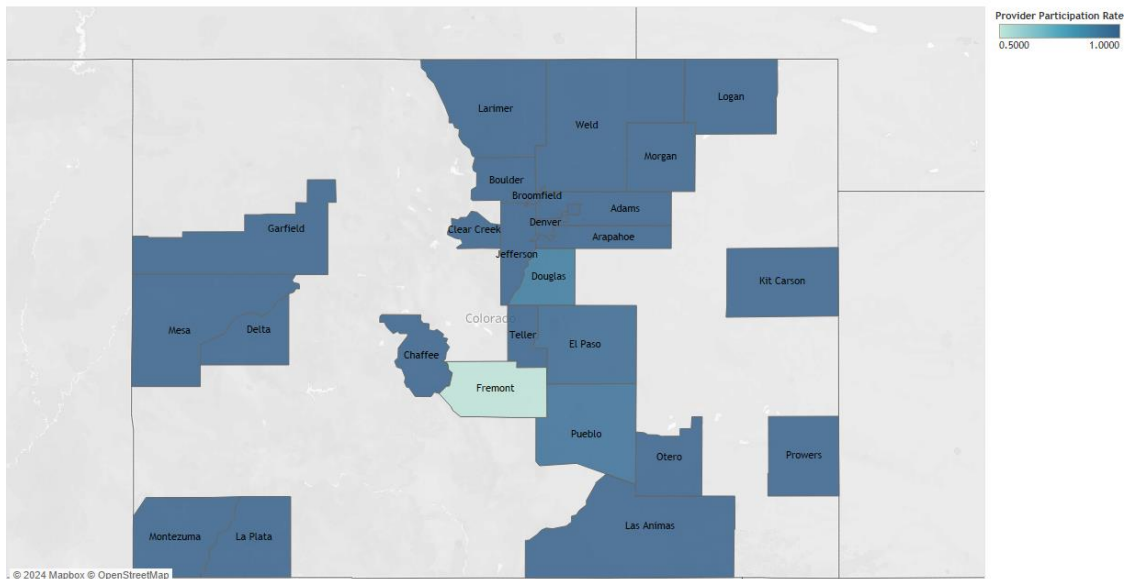 Provider Participation Rate
0.5000 1.0000
Larimer
Weld
Logan
Morgan
Boulder
Broomfield
Adams
Denver
Clear Creek
Arapahoe
Jefferson
Garfield
Douglas
Kit Carson
Mesa
Delta
Colorado
Teller
El Paso
Chaffee
Fremont
Pueblo
Otero
Prowers
Las Animas
Montezuma
La Plata
© 2024 Mapbox © OpenStreetMap